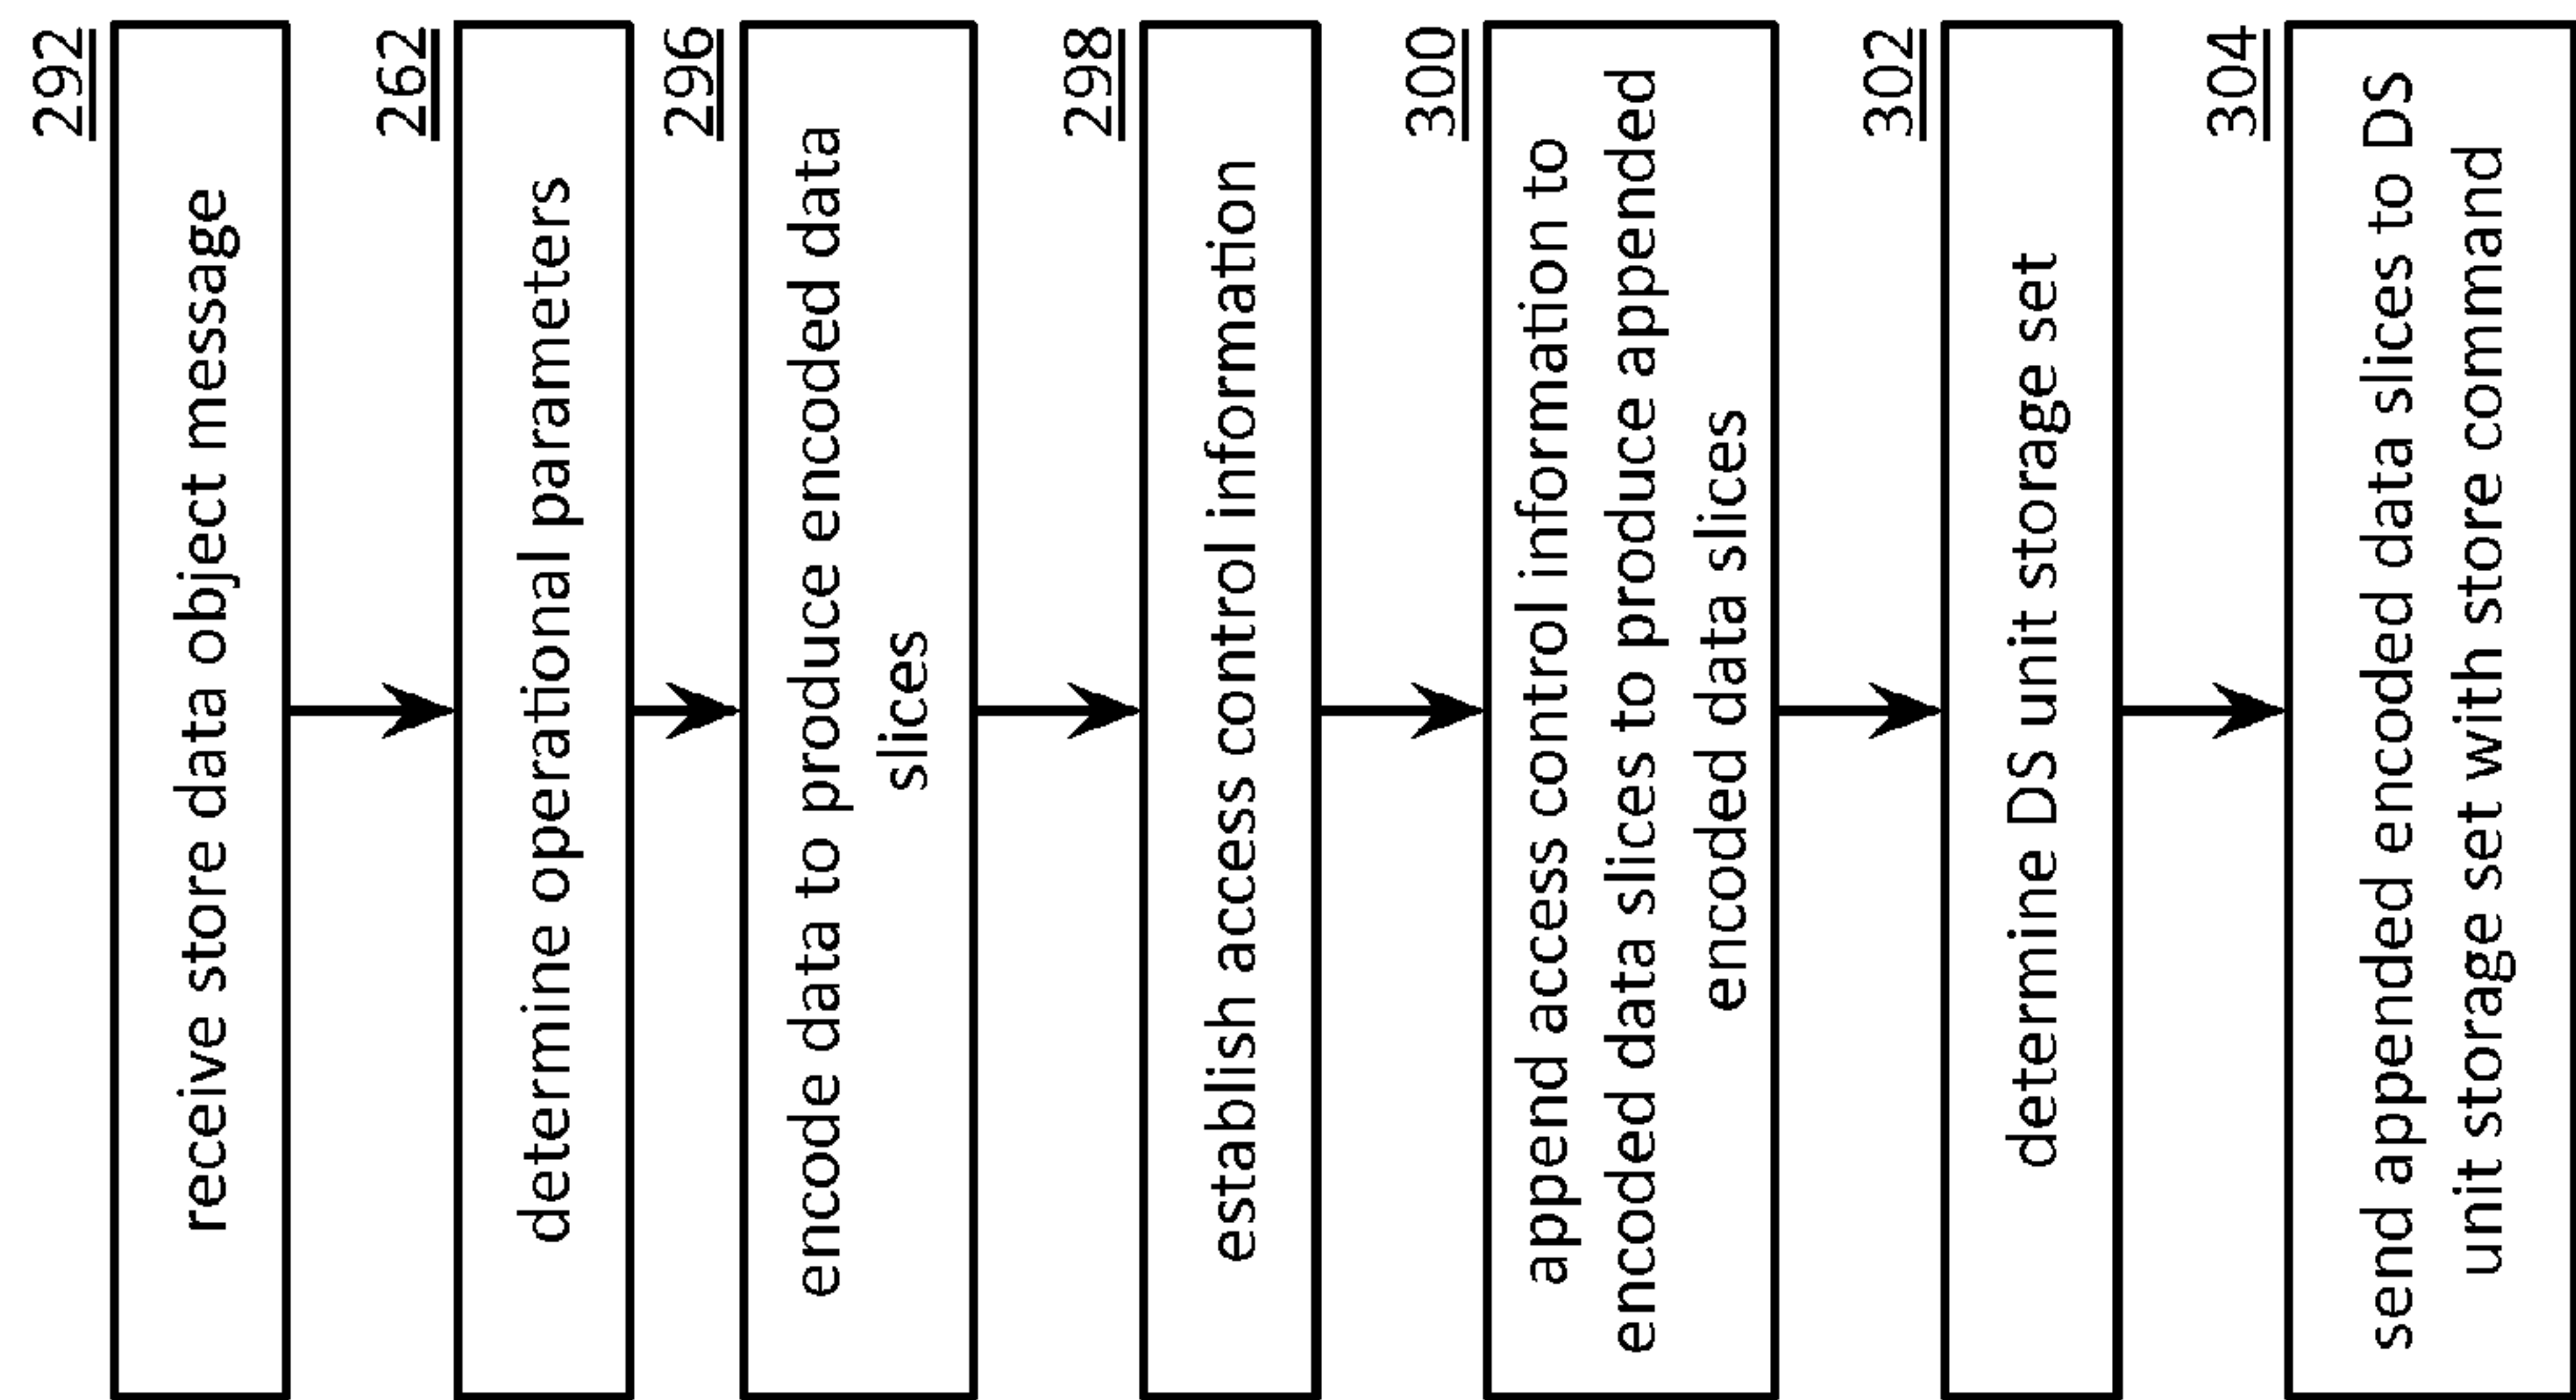 292
receive store data object message
262
determine operational parameters
296
encode data to produce encoded data
slices
298
establish access control information
300
append access control information to
encoded data slices to produce appended
encoded data slices
302
determine DS unit storage set
304
send appended encoded data slices to DS
unit storage set with store command